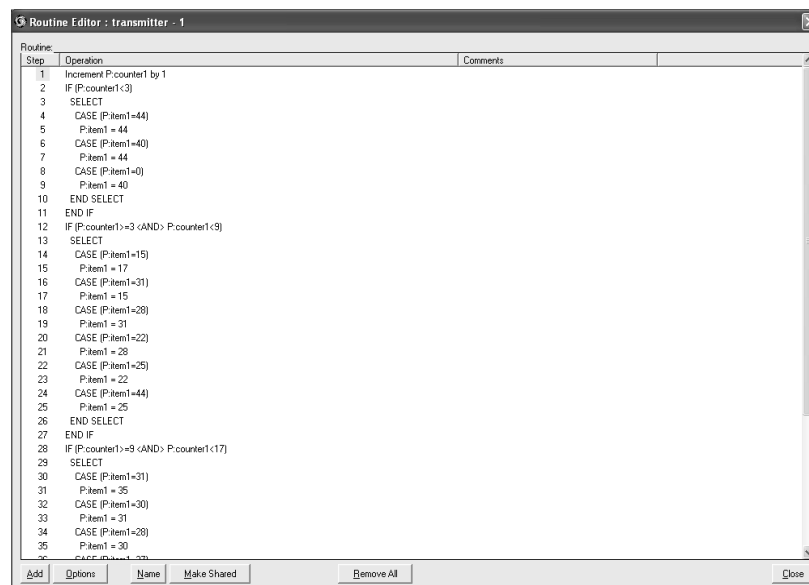 Routine Editor : transmitter - 1
Routine:
Step Operation Comments
1 Increment P:counter1 by 1
2 IF (P:counter1<3)
3 SELECT
4 CASE (P:item1=44)
5 P:item1 = 44
6 CASE (P:item1=40)
7 P:item1 = 44
8 CASE (P:item1=0)
9 P:item1 = 40
10 END SELECT
11 END IF
12 IF (P:counter1>=3 <AND> P:counter1<9)
13 SELECT
14 CASE (P:item1=15)
15 P:item1 = 17
16 CASE (P:item1=31)
17 P:item1 = 15
18 CASE (P:item1=28)
19 P:item1 = 31
20 CASE (P:item1=22)
21 P:item1 = 28
22 CASE (P:item1=25)
23 P:item1 = 22
24 CASE (P:item1=44)
25 P:item1 = 25
26 END SELECT
27 END IF
28 IF (P:counter1>=9 <AND> P:counter1<17)
29 SELECT
30 CASE (P:item1=31)
31 P:item1 = 35
32 CASE (P:item1=30)
33 P:item1 = 31
34 CASE (P:item1=28)
35 P:item1 = 30
Add Options Name Make Shared Remove All Close